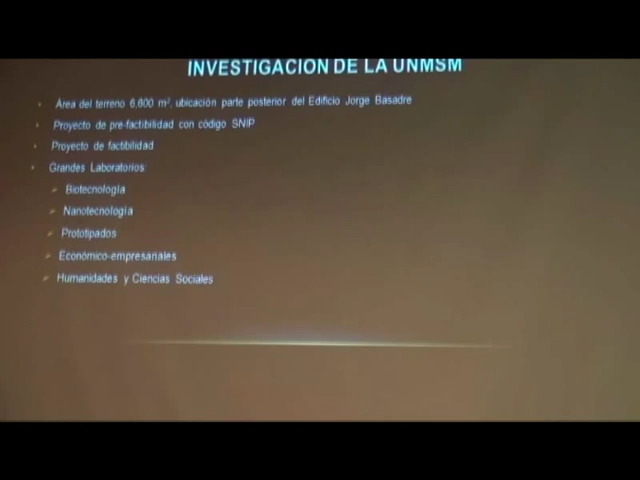 INVESTIGACION DE LA UNMSM
Área del terreno 6,600 m², ubicación parte posterior del Edificio Jorge Basadre
Proyecto de pre-factibilidad con código SNIP
Proyecto de factibilidad
Grandes Laboratorios:
Biotecnología
Nanotecnología
Prototipados
Económico-empresariales
Humanidades y Ciencias Sociales